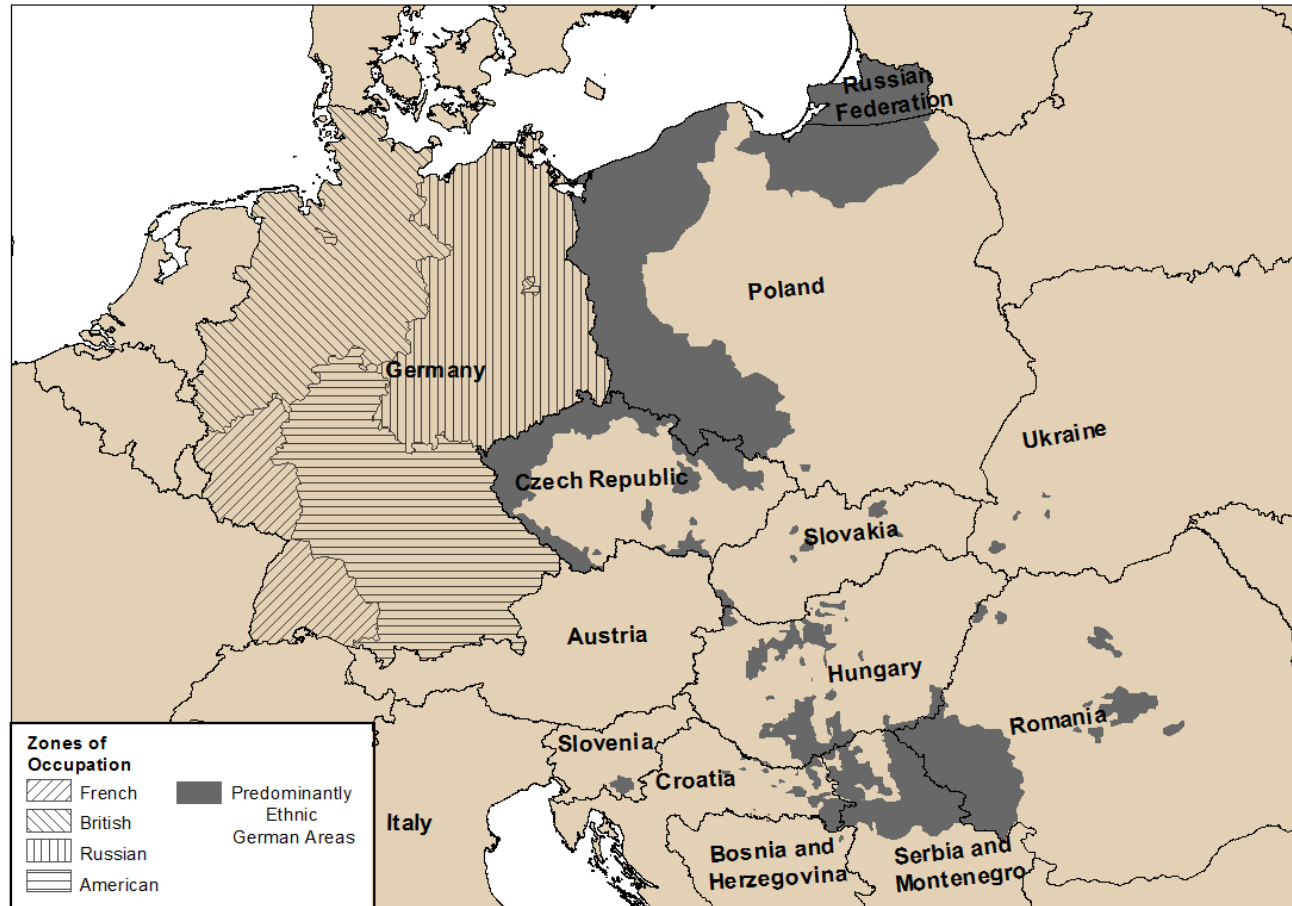 Russian
Federation
Poland
Germany
Ukraine
Czech Republic
Slovakia
Austria
Hungary
Romania
Slovenia
Croatia
Italy
Bosnia and
Herzegovina
Serbia and
Montenegro
Zones of
Occupation
French
British
Russian
American
Predominantly
Ethnic
German Areas